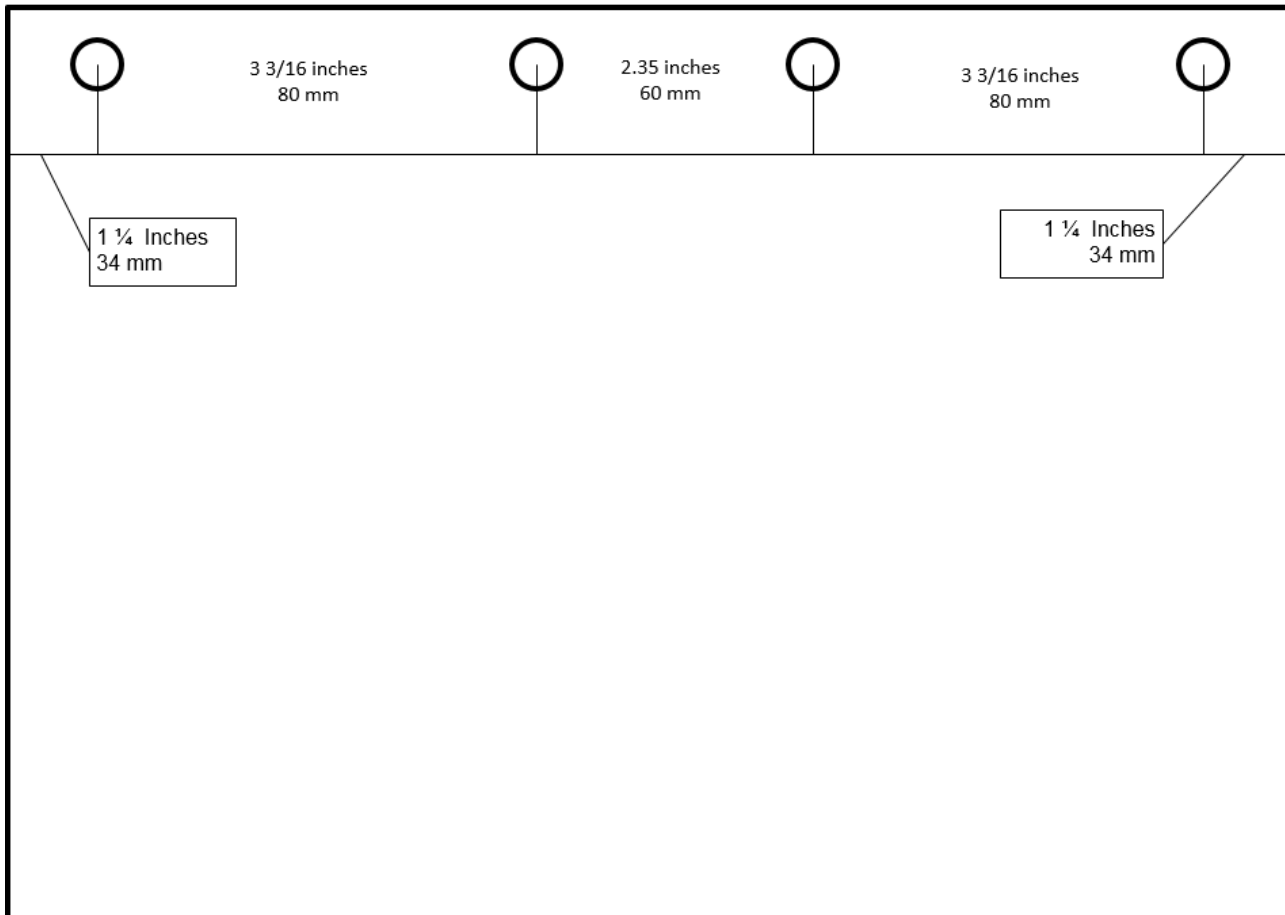 3 3/16 inches
80 mm
2.35 inches
60 mm
3 3/16 inches
80 mm
1 ¼ Inches
34 mm
1 ¼ Inches
34 mm